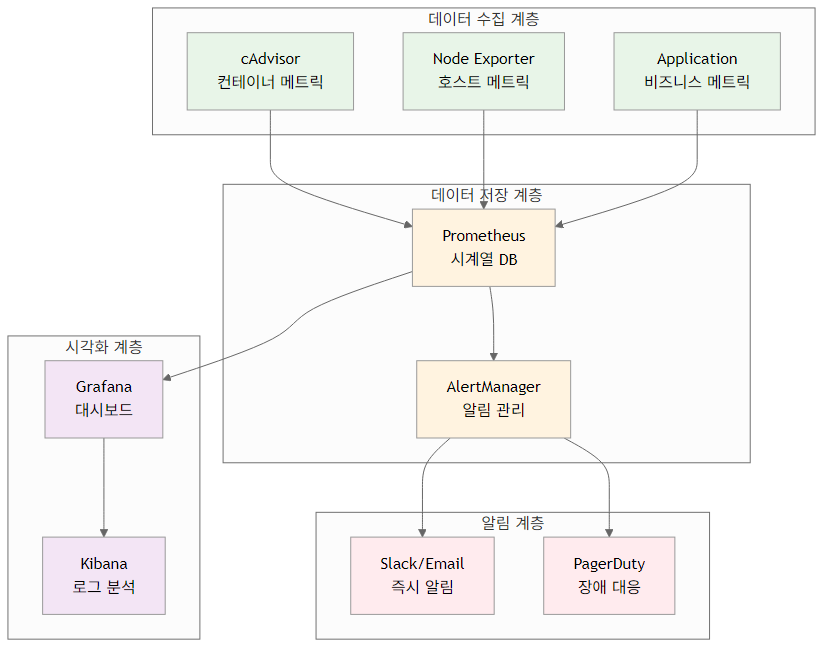 데이터 수집 계층
cAdvisor
컨테이너 메트릭
Node Exporter
호스트 메트릭
Application
비즈니스 메트릭
데이터 저장 계층
Prometheus
시계열 DB
시각화 계층
Grafana
대시보드
AlertManager
알림 관리
알림 계층
Kibana
로그 분석
Slack/Email
즉시 알림
PagerDuty
장애 대응